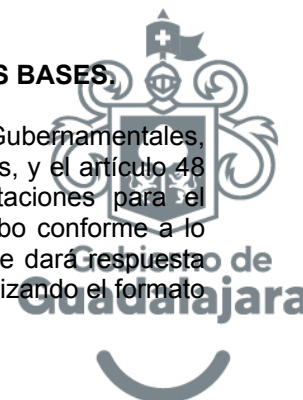 S BASES.
Gubernamentales,
s, y el artículo 48
taciones para el
bo conforme a lo
e dará respuesta
izando el formato
Gobierno de
Guadalajara